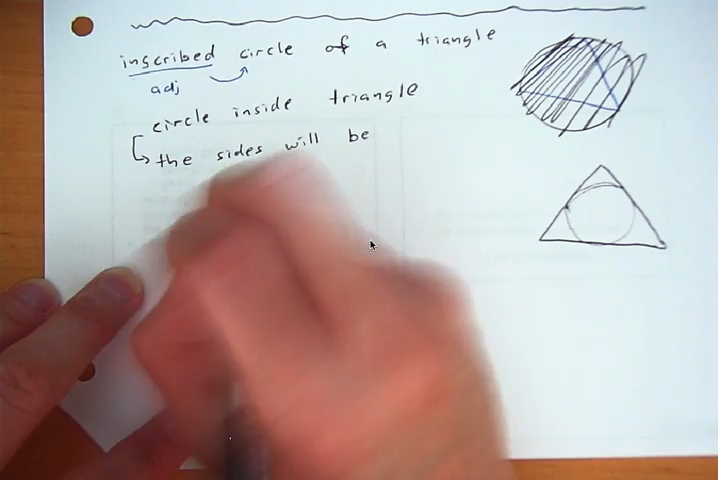 inscribed circle of a triangle
adj
circle inside triangle
the sides will be